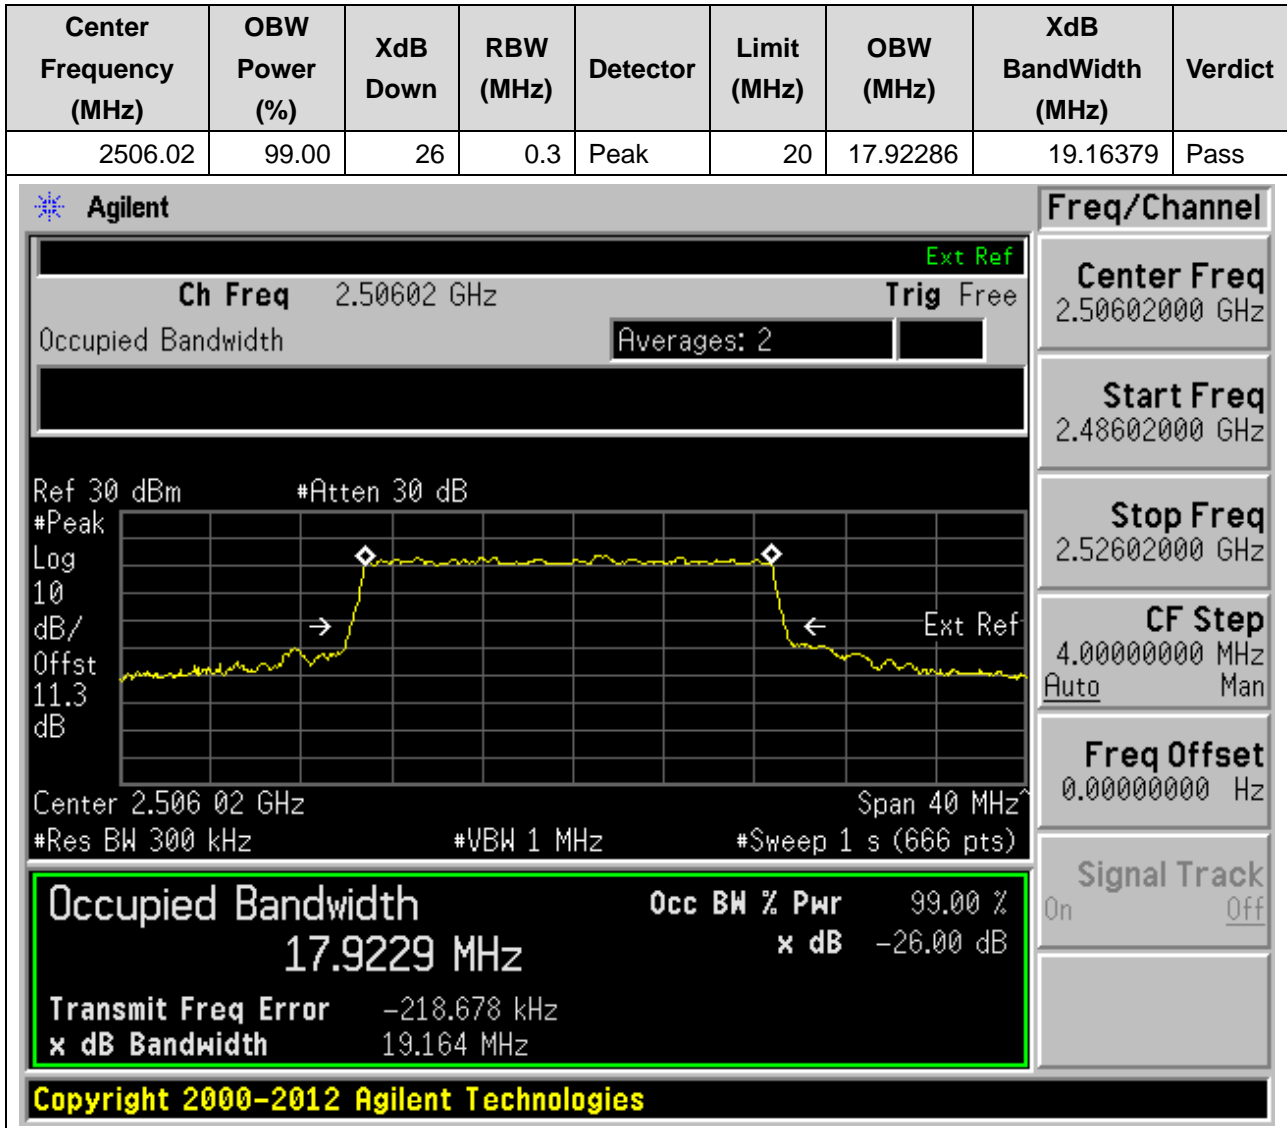 Center Frequency (MHz) OBW Power (%) XdB Down RBW (MHz) Detector Limit (MHz) OBW (MHz) XdB BandWidth (MHz) Verdict
2506.02 99.00 26 0.3 Peak 20 17.92286 19.16379 Pass
Agilent
Freq/Channel
Ext Ref
Ch Freq 2.50602 GHz Trig Free
Occupied Bandwidth Averages: 2
Center Freq
2.50602000 GHz
Start Freq
2.48602000 GHz
Stop Freq
2.52602000 GHz
CF Step
4.00000000 MHz
Auto Man
Freq Offset
0.00000000 Hz
Signal Track
On Off
Ref 30 dBm #Atten 30 dB
#Peak
Log
10
dB/
Offst
11.3
dB
Ext Ref
Center 2.506 02 GHz Span 40 MHz^
#Res BW 300 kHz #VBW 1 MHz #Sweep 1 s (666 pts)
Occupied Bandwidth
17.9229 MHz
Occ BW % Pwr 99.00 %
x dB -26.00 dB
Transmit Freq Error -218.678 kHz
x dB Bandwidth 19.164 MHz
Copyright 2000-2012 Agilent Technologies